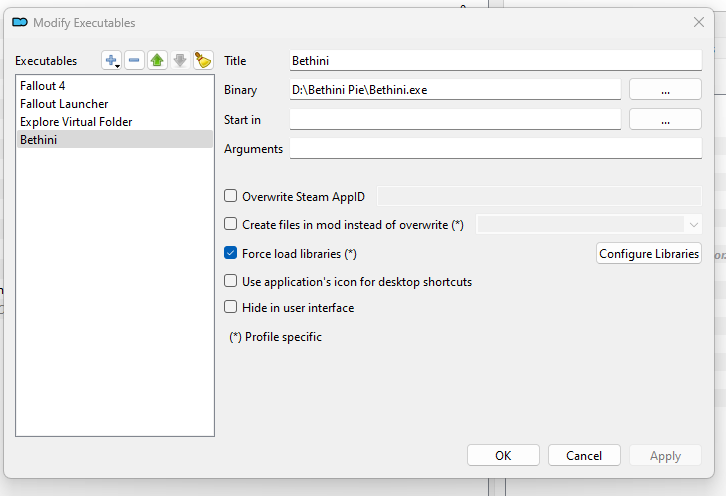 Modify Executables
Executables
Title
Bethini
Fallout 4
Binary
D:\Bethini Pie\Bethini.exe
...
Fallout Launcher
Explore Virtual Folder
Start in
...
Bethini
Arguments
Overwrite Steam AppID
Create files in mod instead of overwrite (*)
Force load libraries (*)
Configure Libraries
Use application's icon for desktop shortcuts
Hide in user interface
(*) Profile specific
OK
Cancel
Apply